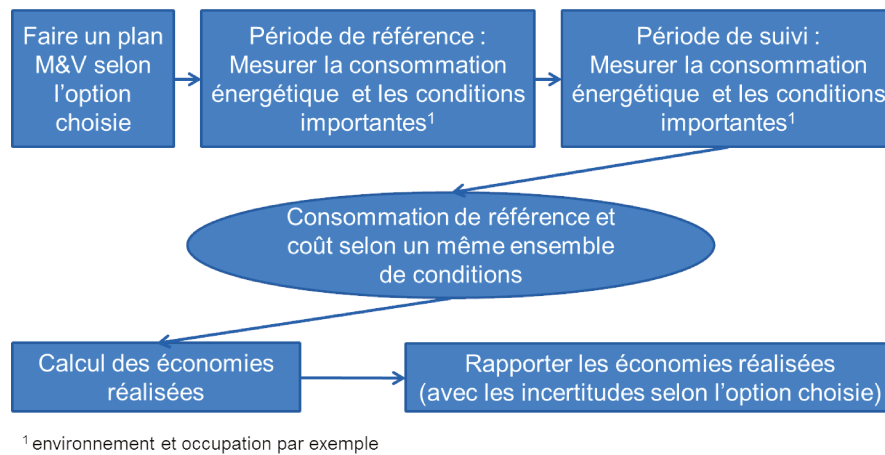 Faire un plan
M&V selon
l'option
choisie
Période de référence :
Mesurer la consommation
énergétique et les conditions
importantes¹
Période de suivi :
Mesurer la consommation
énergétique et les conditions
importantes¹
Consommation de référence et
coût selon un même ensemble
de conditions
Calcul des économies
réalisées
Rapporter les économies réalisées
(avec les incertitudes selon l'option choisie)
¹ environnement et occupation par exemple